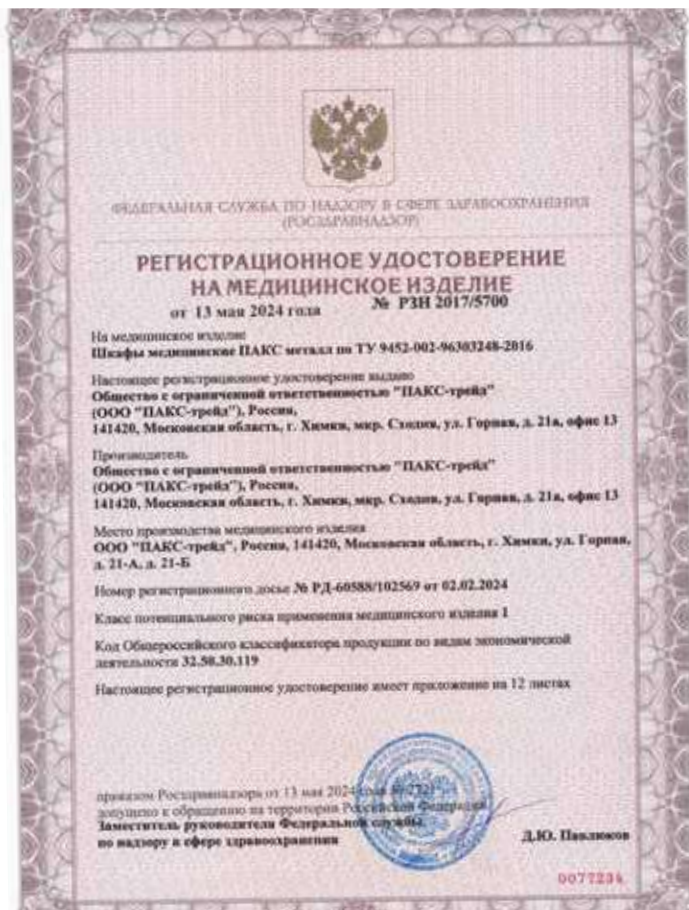 ФЕДЕРАЛЬНАЯ СЛУЖБА ПО НАДЗОРУ В СФЕРЕ ЗДРАВООХРАНЕНИЯ
(РОСЗДРАВНАДЗОР)
РЕГИСТРАЦИОННОЕ УДОСТОВЕРЕНИЕ
НА МЕДИЦИНСКОЕ ИЗДЕЛИЕ
от 13 мая 2024 года № РЗН 2017/5700
На медицинское изделие
Шкафы медицинские ПАКС металл по ТУ 9452-002-96303248-2016
Настоящее регистрационное удостоверение выдано
Общество с ограниченной ответственностью "ПАКС-трейд"
(ООО "ПАКС-трейд"), Россия,
141420, Московская область, г. Химки, мкр. Сходня, ул. Горная, д. 21а, офис 13
Производитель
Общество с ограниченной ответственностью "ПАКС-трейд"
(ООО "ПАКС-трейд"), Россия,
141420, Московская область, г. Химки, мкр. Сходня, ул. Горная, д. 21а, офис 13
Место производства медицинского изделия
ООО "ПАКС-трейд", Россия, 141420, Московская область, г. Химки, ул. Горная,
д. 21-А, д. 21-Б
Номер регистрационного досье № РД-60588/102569 от 02.02.2024
Класс потенциального риска применения медицинского изделия 1
Код Общероссийского классификатора продукции по видам экономической
деятельности 32.50.30.119
Настоящее регистрационное удостоверение имеет приложение на 12 листах
приказом Росздравнадзора от 13 мая 2024 года №
допущено к обращению на территории Российской Федерации
Заместитель руководителя Федеральной службы
по надзору в сфере здравоохранения
Д.Ю. Павлюков
0077234